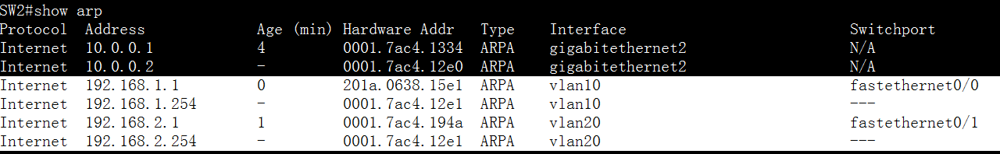 SW2#show arp
Protocol  Address             Age (min) Hardware Addr   Type    Interface                          Switchport
Internet  10.0.0.1            4         0001.7ac4.1334  ARPA    gigabitethernet2                   N/A
Internet  10.0.0.2            -         0001.7ac4.12e0  ARPA    gigabitethernet2                   N/A
Internet  192.168.1.1         0         201a.0638.15e1  ARPA    vlan10                             fastethernet0/0
Internet  192.168.1.254       -         0001.7ac4.12e1  ARPA    vlan10                             ---
Internet  192.168.2.1         1         0001.7ac4.194a  ARPA    vlan20                             fastethernet0/1
Internet  192.168.2.254       -         0001.7ac4.12e1  ARPA    vlan20                             ---